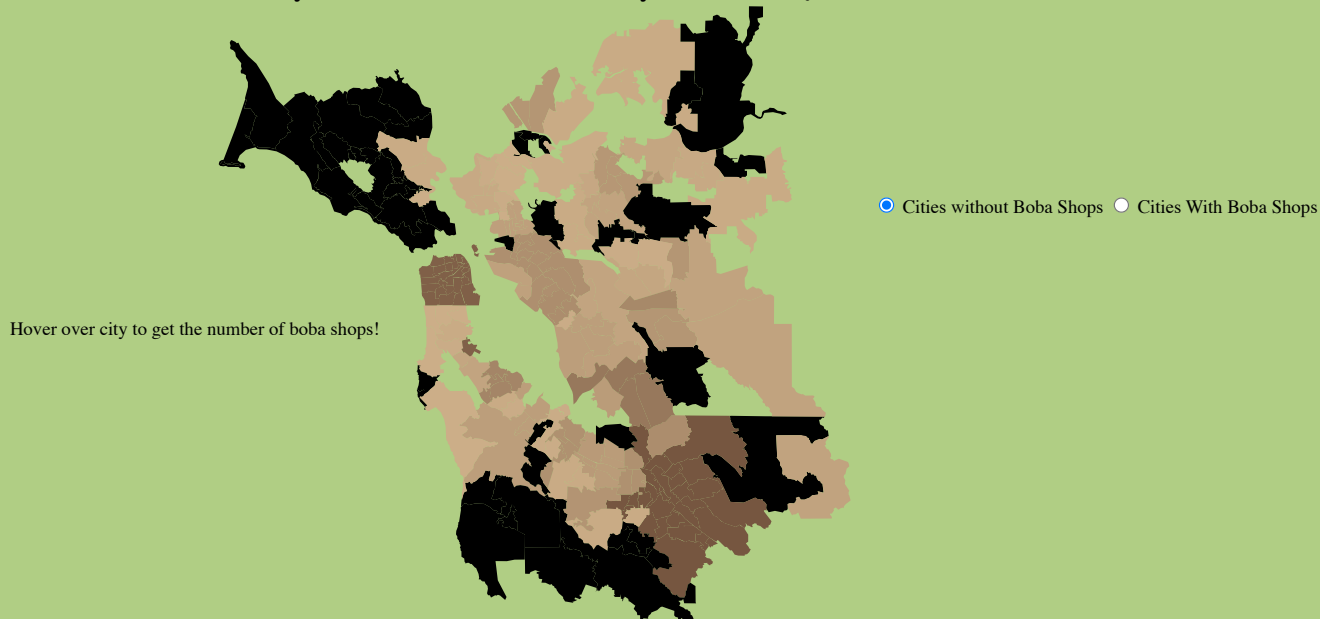 Cities without Boba Shops Cities With Boba Shops
Hover over city to get the number of boba shops!